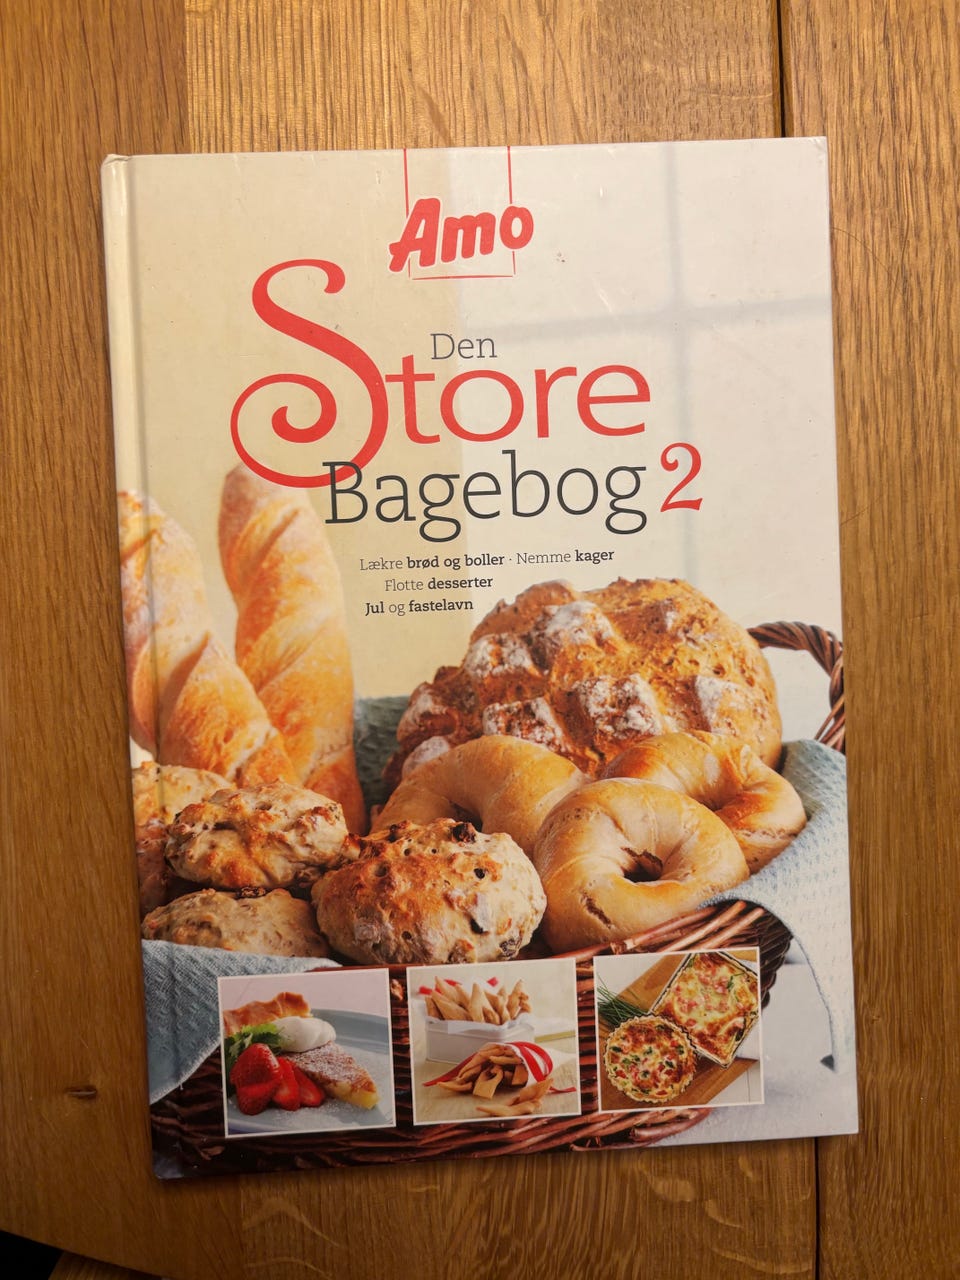 Amo
Den
Store
Bagebog 2
Lækre brød og boller · Nemme kager
Flotte desserter
Jul og fastelavn